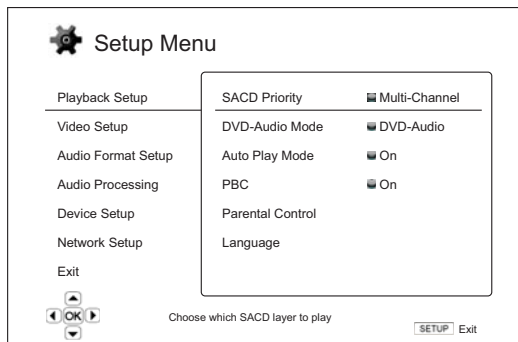 Setup Menu
Playback Setup
SACD Priority Multi-Channel
Video Setup
DVD-Audio Mode DVD-Audio
Audio Format Setup
Auto Play Mode On
Audio Processing
PBC On
Device Setup
Parental Control
Network Setup
Language
Exit
OK
Choose which SACD layer to play
SETUP Exit